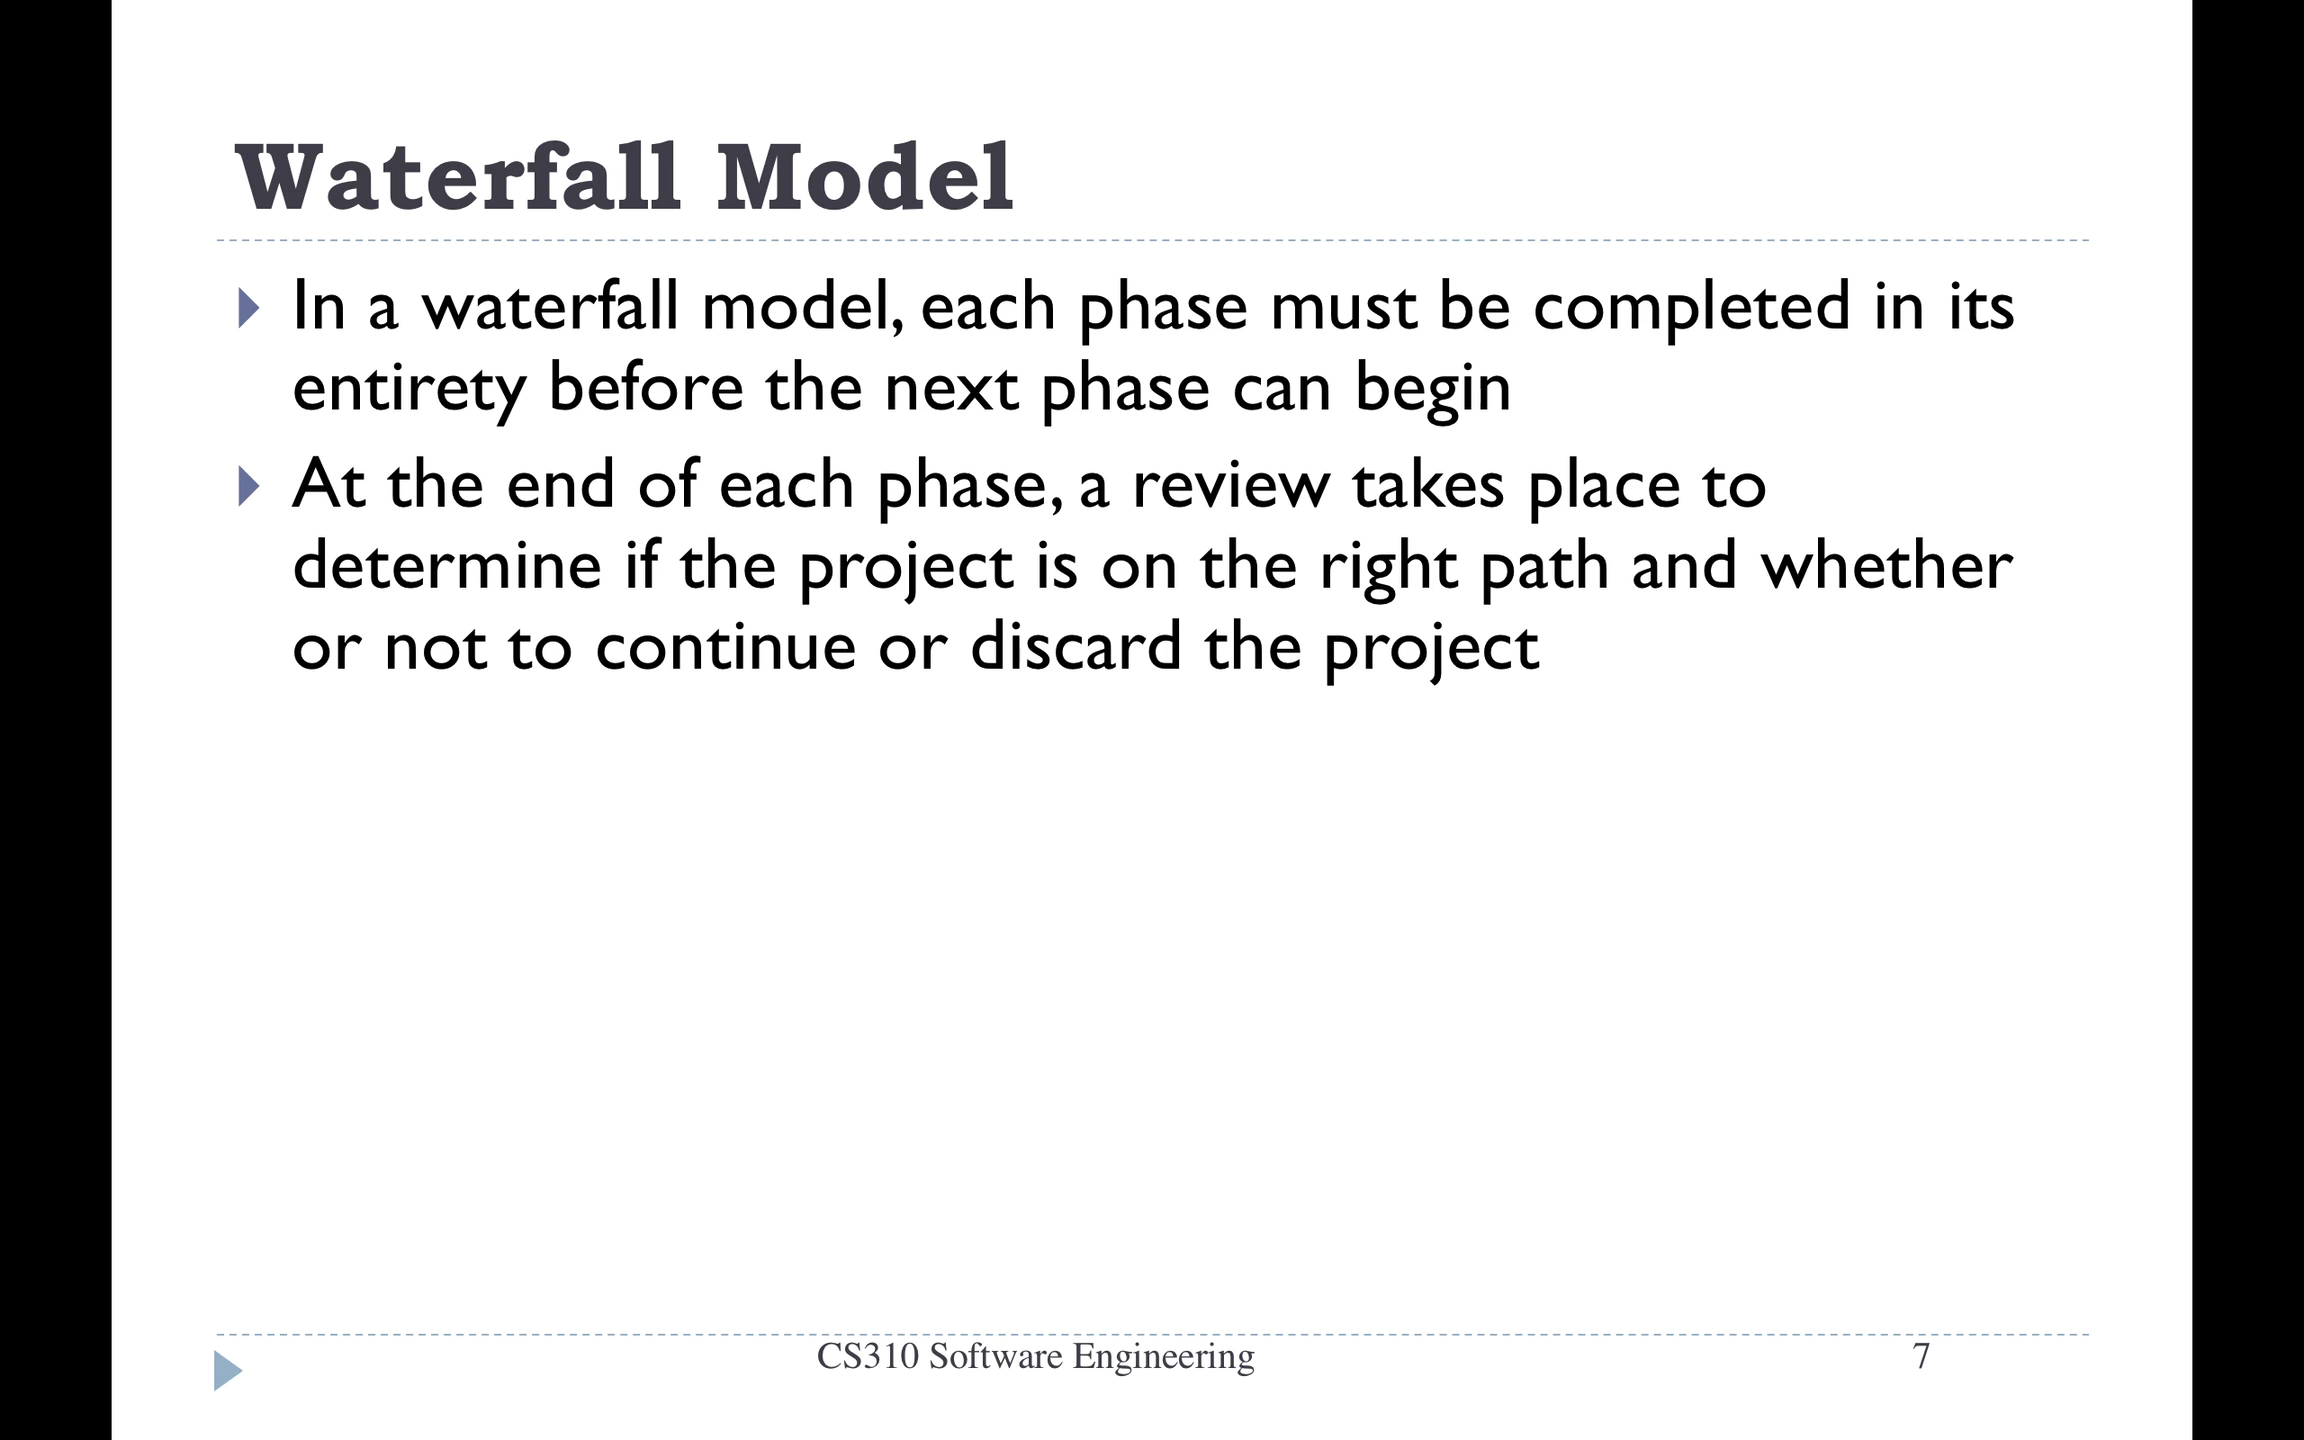 Waterfall Model
In a waterfall model, each phase must be completed in its
entirety before the next phase can begin
At the end of each phase, a review takes place to
determine if the project is on the right path and whether
or not to continue or discard the project
CS310 Software Engineering
7